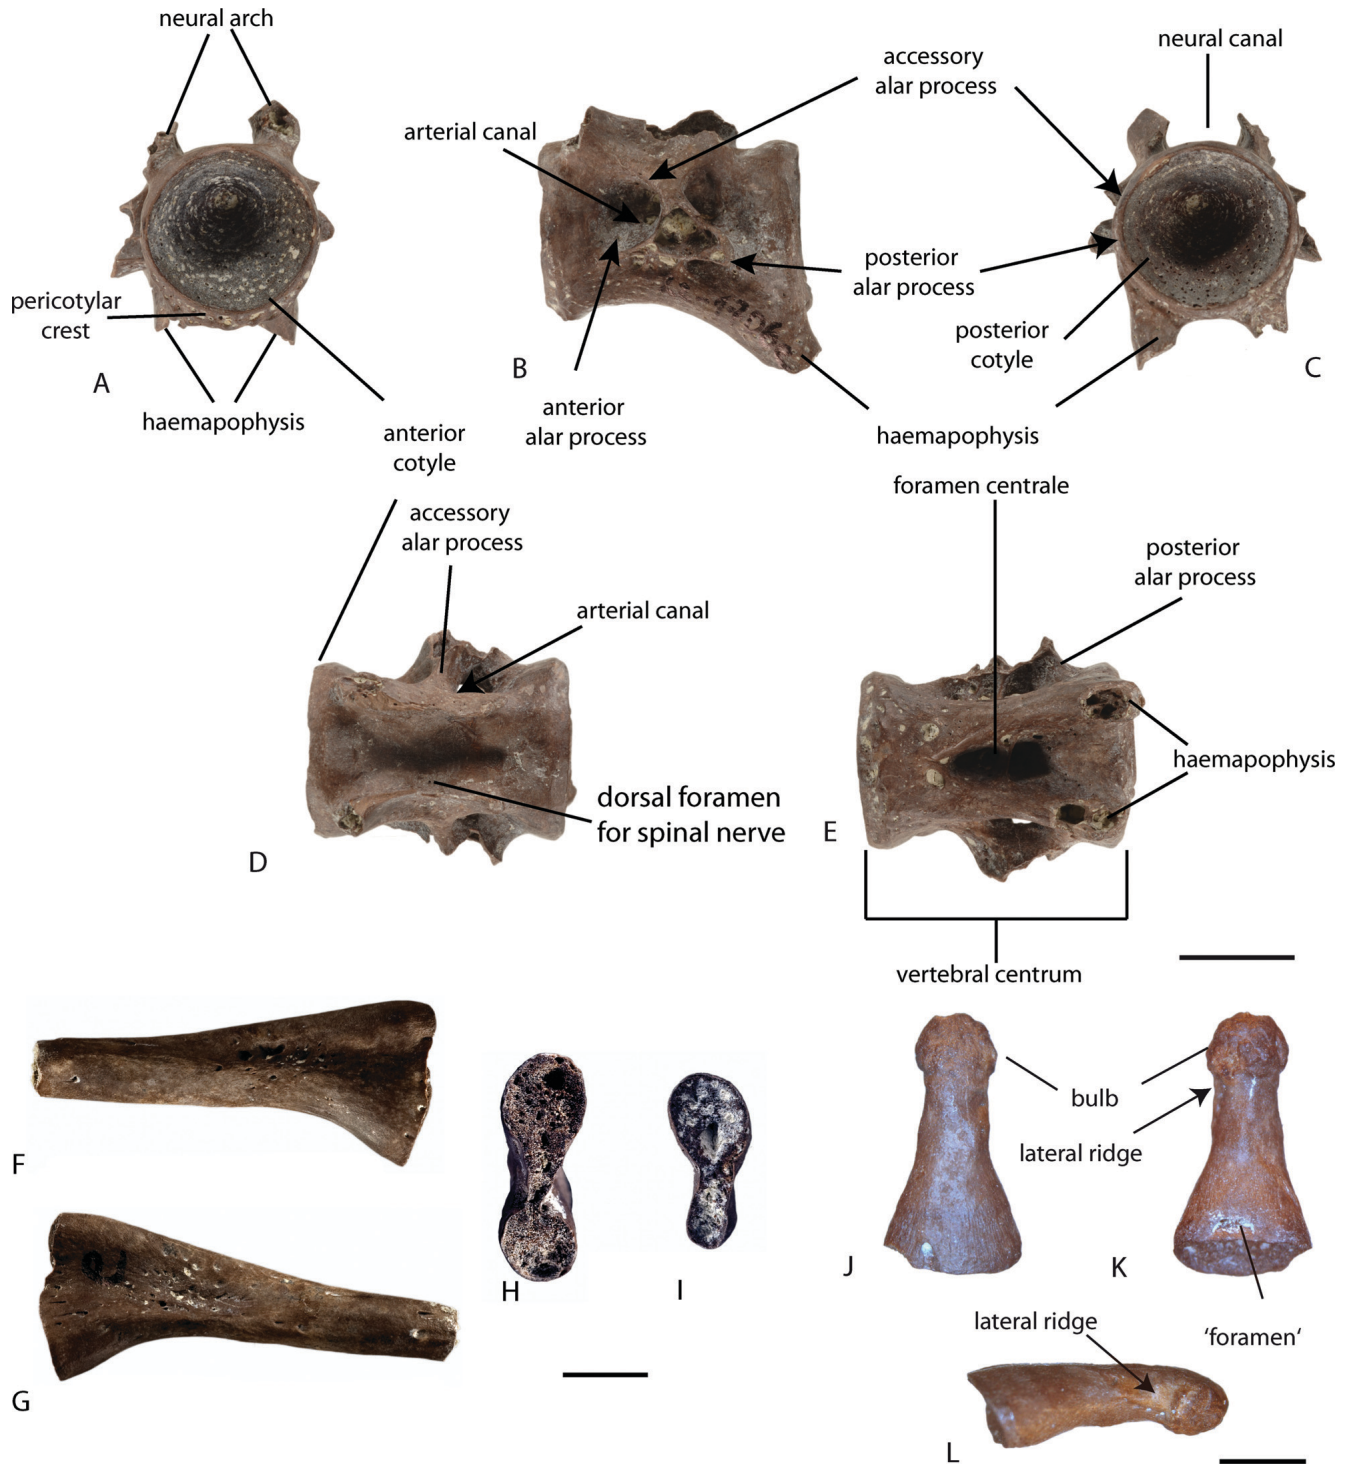 neural arch
pericotylar
crest
A
haemapophysis
anterior
cotyle
arterial canal
B
anterior
alar process
accessory
alar process
posterior
alar process
haemapophysis
neural canal
posterior
cotyle
C
accessory
alar process
arterial canal
dorsal foramen
for spinal nerve
D
foramen centrale
posterior
alar process
haemapophysis
E
vertebral centrum
F
G
H
I
bulb
lateral ridge
J
K
'foramen'
lateral ridge
L